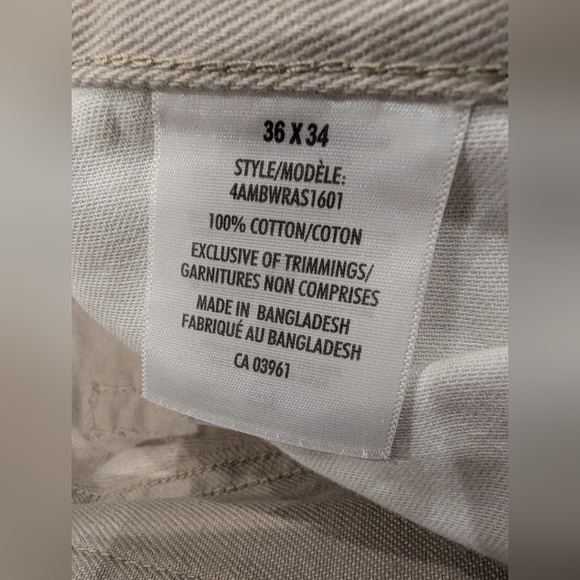 36 X 34
STYLE/MODÈLE:
4AMBWRAS1601
100% COTTON/COTON
EXCLUSIVE OF TRIMMINGS/
GARNITURES NON COMPRISES
MADE IN BANGLADESH
FABRIQUÉ AU BANGLADESH
CA 03961